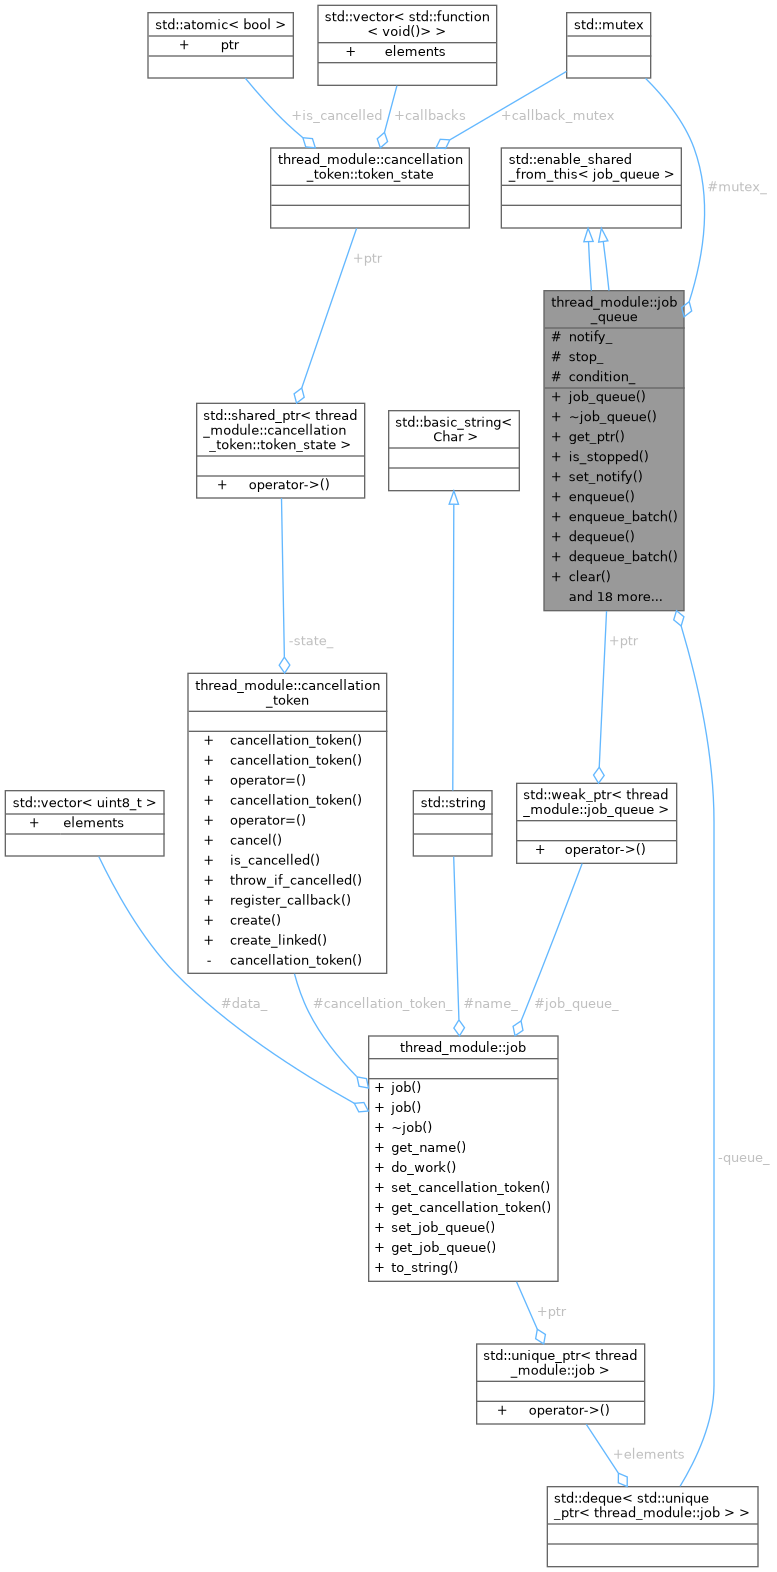 std::atomic< bool >
+ ptr
std::vector< std::function
< void()> >
+ elements
std::mutex
+is_cancelled
+callbacks
+callback_mutex
thread_module::cancellation
_token::token_state
std::enable_shared
_from_this< job_queue >
#mutex_
+ptr
thread_module::job
_queue
# notify_
# stop_
# condition_
+ job_queue()
+ ~job_queue()
+ get_ptr()
+ is_stopped()
+ set_notify()
+ enqueue()
+ enqueue_batch()
+ dequeue()
+ dequeue_batch()
+ clear()
and 18 more...
std::shared_ptr< thread
_module::cancellation
_token::token_state >
+ operator->()
std::basic_string<
Char >
-state_
+ptr
thread_module::cancellation
_token
+ cancellation_token()
+ cancellation_token()
+ operator=()
+ cancellation_token()
+ operator=()
+ cancel()
+ is_cancelled()
+ throw_if_cancelled()
+ register_callback()
+ create()
+ create_linked()
- cancellation_token()
std::vector< uint8_t >
+ elements
std::string
std::weak_ptr< thread
_module::job_queue >
+ operator->()
#data_
#cancellation_token_
#name_
#job_queue_
thread_module::job
+ job()
+ job()
+ ~job()
+ get_name()
+ do_work()
+ set_cancellation_token()
+ get_cancellation_token()
+ set_job_queue()
+ get_job_queue()
+ to_string()
-queue_
+ptr
std::unique_ptr< thread
_module::job >
+ operator->()
+elements
std::deque< std::unique
_ptr< thread_module::job > >